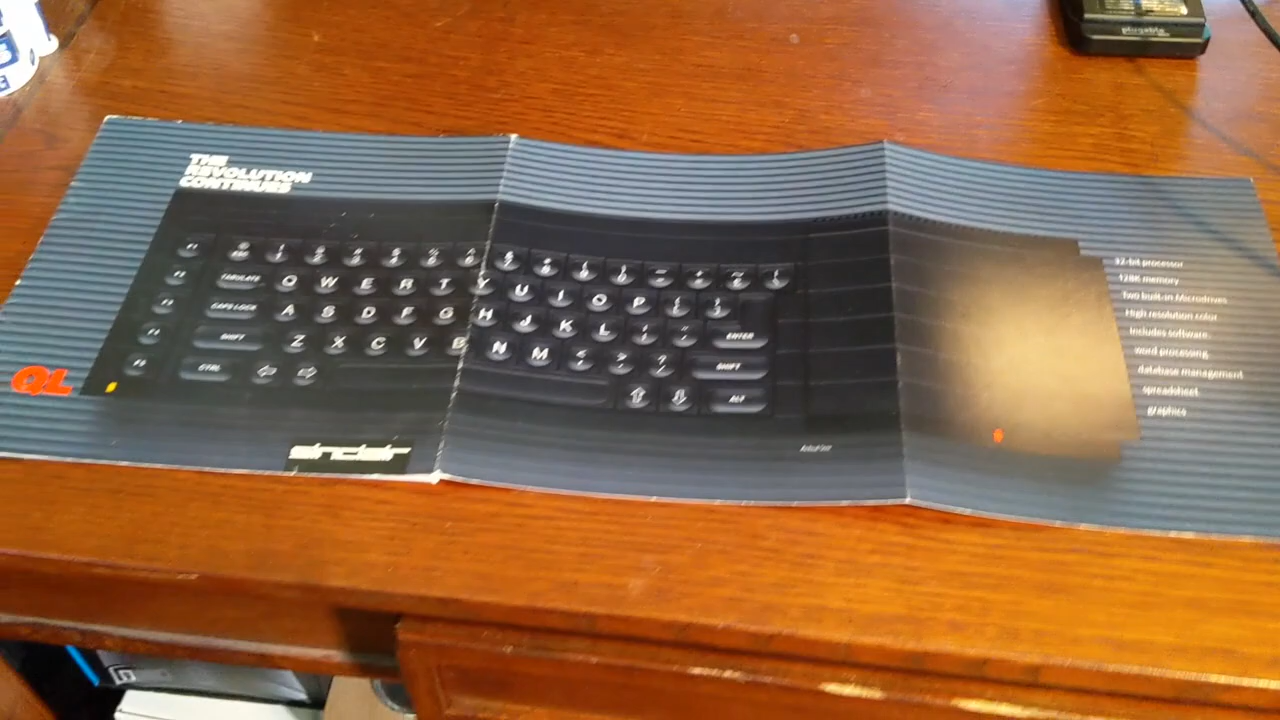 plugable
THE
REVOLUTION
CONTINUES
TABULATE Q W E R T Y U I O P
CAPS LOCK A S D F G H J K L ENTER
SHIFT Z X C V B N M SHIFT
CTRL ALT
QL
sinclair
32-bit processor
128K memory
Two built-in Microdrives
High resolution color
Includes software:
word processing
database management
spreadsheet
graphics